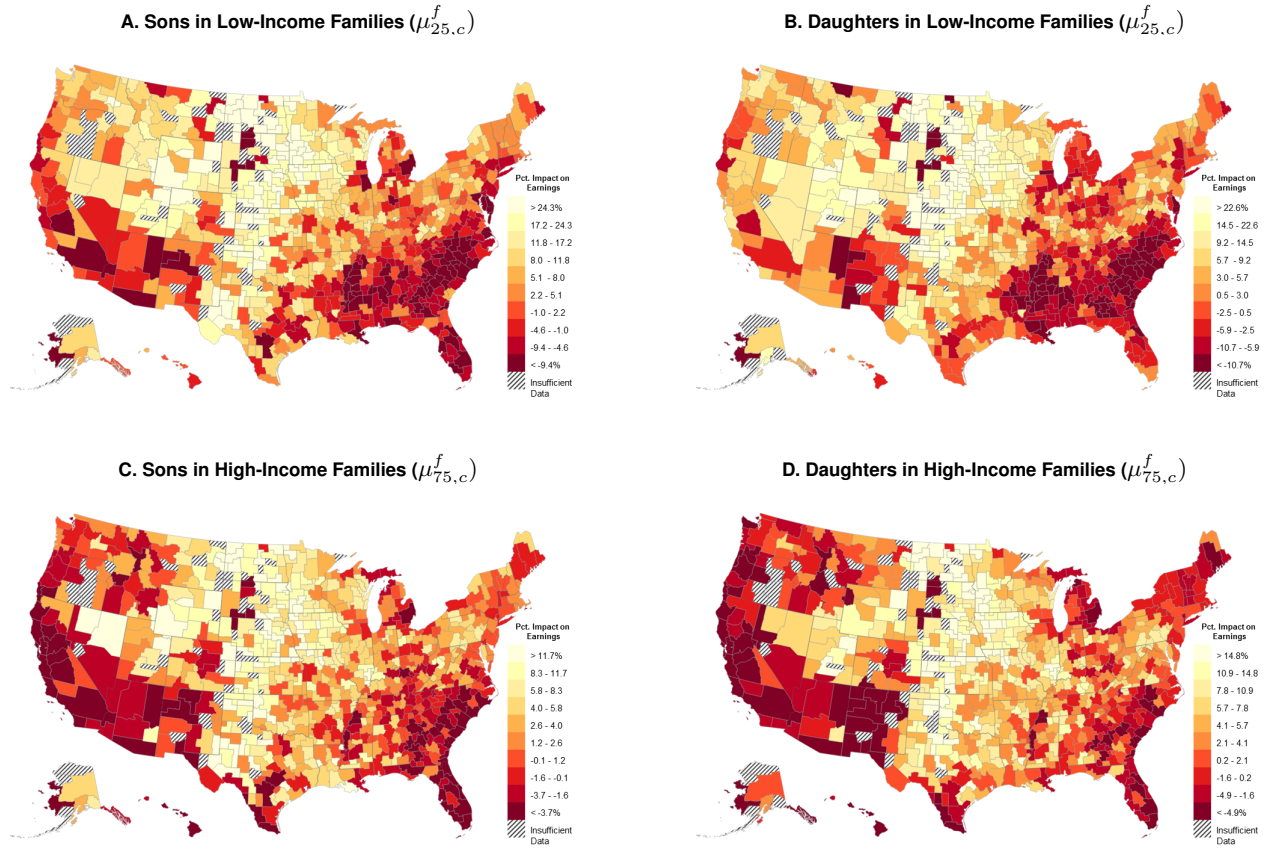 A. Sons in Low-Income Families (μ^f_{25,c})
Pct. Impact on
Earnings
> 24.3%
17.2 - 24.3
11.8 - 17.2
8.0 - 11.8
5.1 - 8.0
2.2 - 5.1
-1.0 - 2.2
-4.6 - -1.0
-9.4 - -4.6
< -9.4%
Insufficient
Data
B. Daughters in Low-Income Families (μ^f_{25,c})
Pct. Impact on
Earnings
> 22.6%
14.5 - 22.6
9.2 - 14.5
5.7 - 9.2
3.0 - 5.7
0.5 - 3.0
-2.5 - 0.5
-5.9 - -2.5
-10.7 - -5.9
< -10.7%
Insufficient
Data
C. Sons in High-Income Families (μ^f_{75,c})
Pct. Impact on
Earnings
> 11.7%
8.3 - 11.7
5.8 - 8.3
4.0 - 5.8
2.6 - 4.0
1.2 - 2.6
-0.1 - 1.2
-1.6 - -0.1
-3.7 - -1.6
< -3.7%
Insufficient
Data
D. Daughters in High-Income Families (μ^f_{75,c})
Pct. Impact on
Earnings
> 14.8%
10.9 - 14.8
7.8 - 10.9
5.7 - 7.8
4.1 - 5.7
2.1 - 4.1
0.2 - 2.1
-1.6 - 0.2
-4.9 - -1.6
< -4.9%
Insufficient
Data